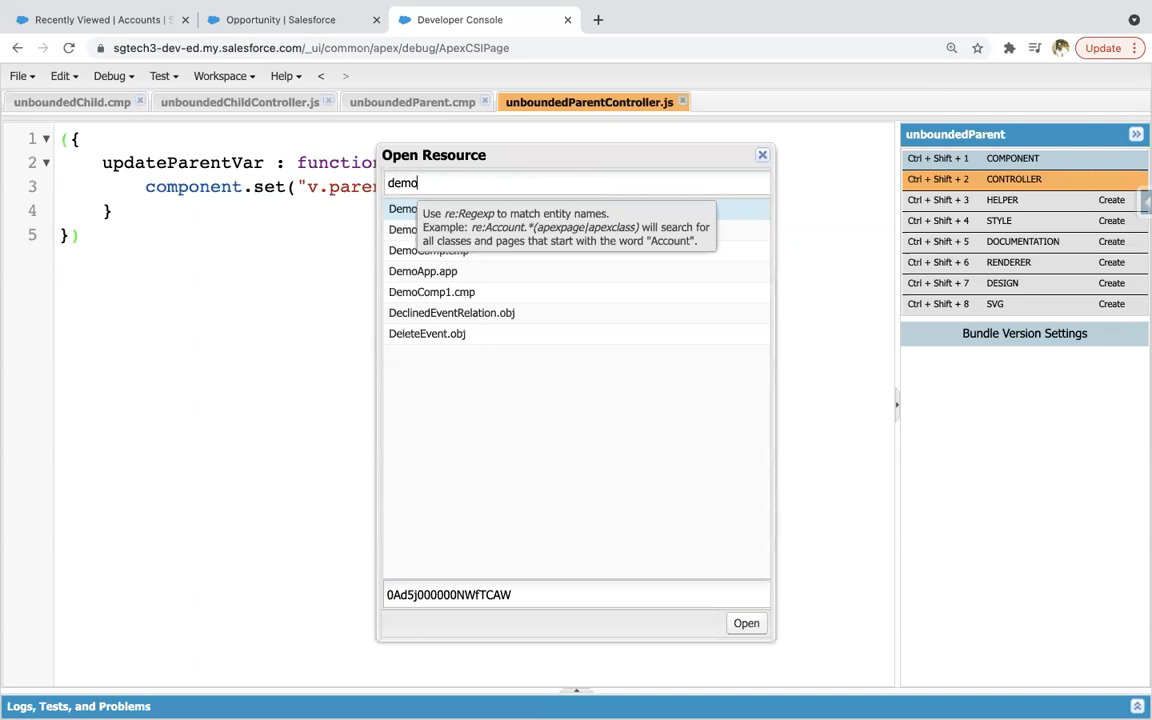 Recently Viewed | Accounts | S
Opportunity | Salesforce
Developer Console
sgtech3-dev-ed.my.salesforce.com/_ui/common/apex/debug/ApexCSIPage
Update
File Edit Debug Test Workspace Help < >
unboundedChild.cmp
unboundedChildController.js
unboundedParent.cmp
unboundedParentController.js
1 ({
2 updateParentVar : function
3 component.set("v.pare
4 }
5 })
Open Resource
demo
Demo
Demo
Use re:Regexp to match entity names.
Example: re:Account.*(apexpage|apexclass) will search for
all classes and pages that start with the word "Account".
DemoComp.cmp
DemoApp.app
DemoComp1.cmp
DeclinedEventRelation.obj
DeleteEvent.obj
0Ad5j000000NWfTCAW
Open
unboundedParent
Ctrl + Shift + 1 COMPONENT
Ctrl + Shift + 2 CONTROLLER
Ctrl + Shift + 3 HELPER Create
Ctrl + Shift + 4 STYLE Create
Ctrl + Shift + 5 DOCUMENTATION Create
Ctrl + Shift + 6 RENDERER Create
Ctrl + Shift + 7 DESIGN Create
Ctrl + Shift + 8 SVG Create
Bundle Version Settings
Logs, Tests, and Problems